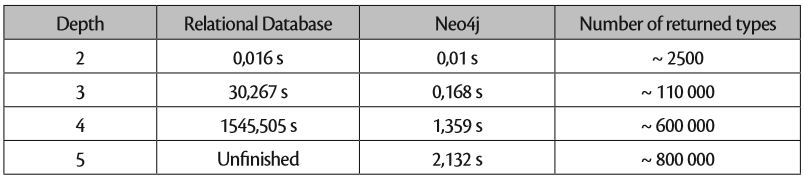 Depth Relational Database Neo4j Number of returned types
2 0,016 s 0,01 s ~ 2500
3 30,267 s 0,168 s ~ 110 000
4 1545,505 s 1,359 s ~ 600 000
5 Unfinished 2,132 s ~ 800 000